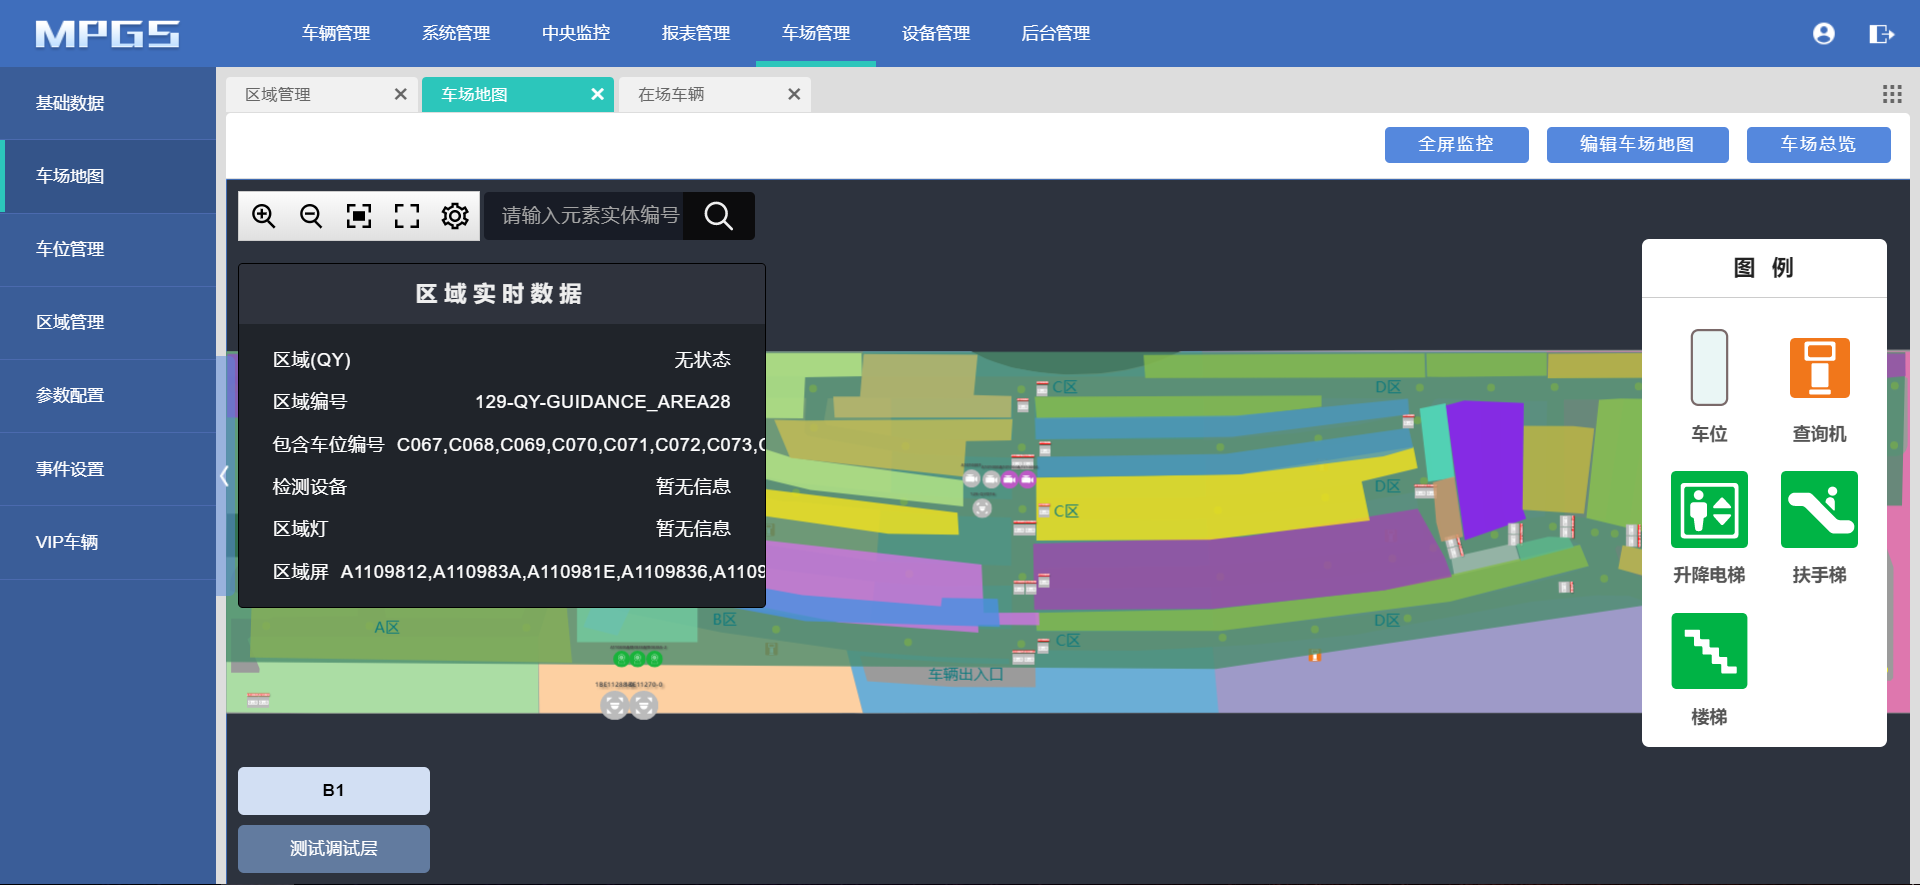 MPGS
车辆管理
系统管理
中央监控
报表管理
车场管理
设备管理
后台管理
基础数据
车场地图
车位管理
区域管理
参数配置
事件设置
VIP车辆
区域管理
车场地图
在场车辆
全屏监控
编辑车场地图
车场总览
请输入元素实体编号
区域实时数据
区域(QY) 无状态
区域编号 129-QY-GUIDANCE_AREA28
包含车位编号 C067,C068,C069,C070,C071,C072,C073,
检测设备 暂无信息
区域灯 暂无信息
区域屏 A1109812,A110983A,A110981E,A1109836,A1109
C区
D区
D区
C区
A区
B区
D区
C区
车辆出入口
图 例
车位
查询机
升降电梯
扶手梯
楼梯
B1
测试调试层